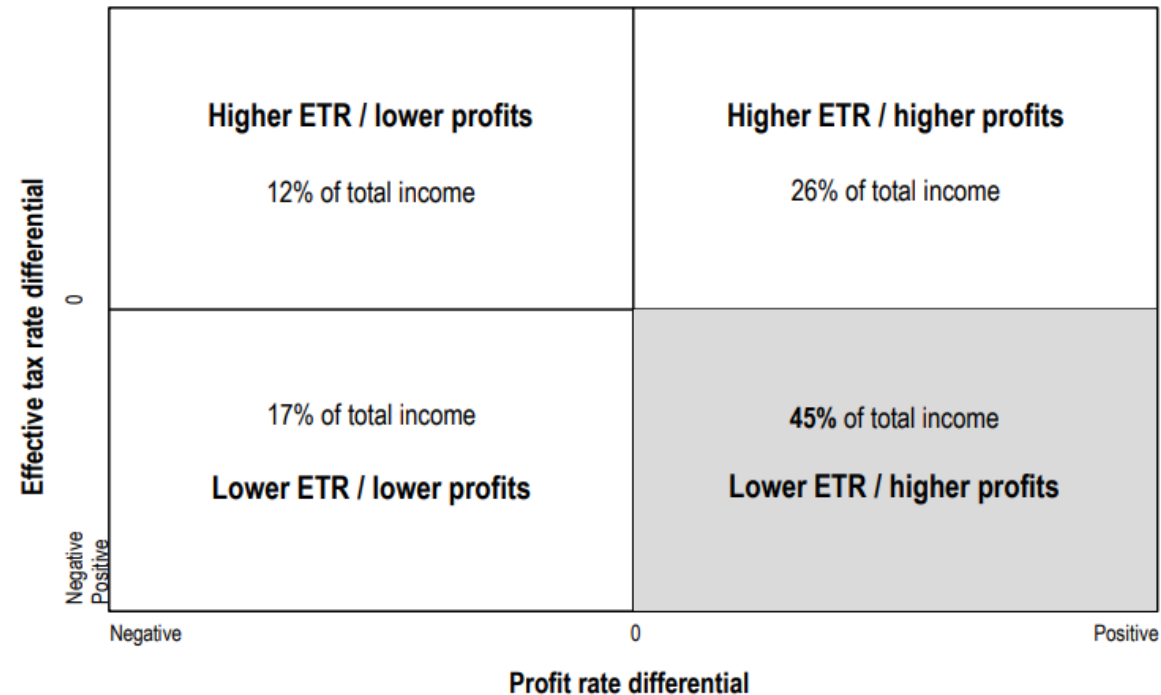 Higher ETR / lower profits
12% of total income
Higher ETR / higher profits
26% of total income
Effective tax rate differential
0
17% of total income
Lower ETR / lower profits
45% of total income
Lower ETR / higher profits
Negative
Positive
Negative
0
Positive
Profit rate differential